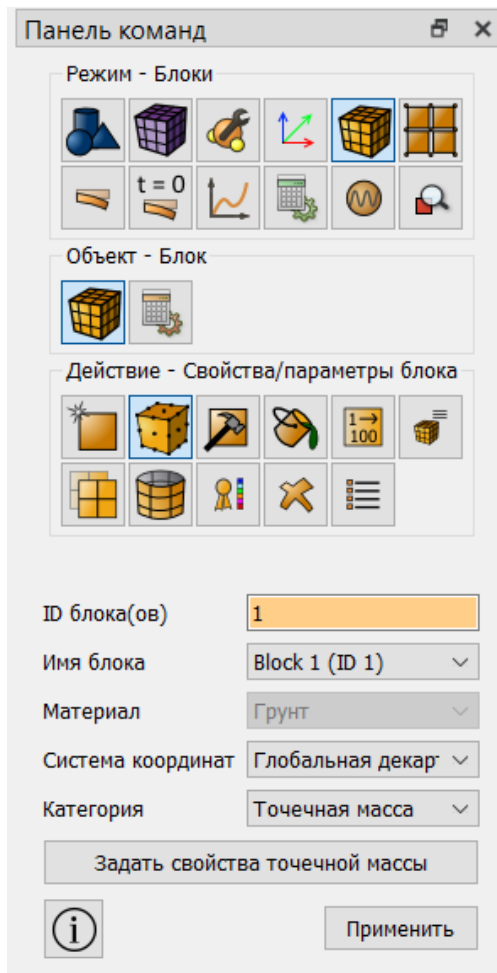 Панель команд
Режим - Блоки
t = 0
Объект - Блок
Действие - Свойства/параметры блока
1→
100
ID блока(ов) 1
Имя блока Block 1 (ID 1)
Материал Грунт
Система координат Глобальная декар
Категория Точечная масса
Задать свойства точечной массы
i Применить